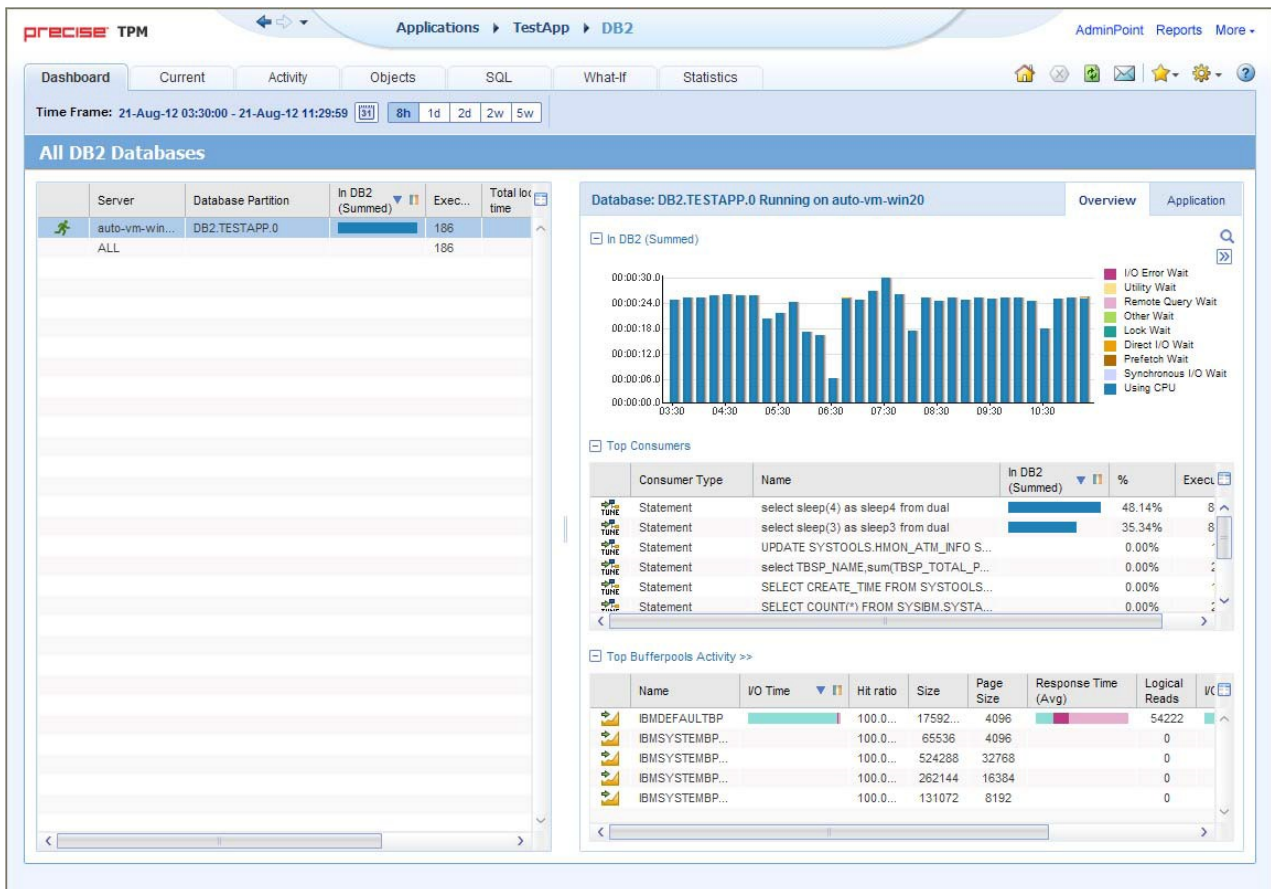 precise TPM
Applications TestApp DB2
AdminPoint Reports More
Dashboard Current Activity Objects SQL What-If Statistics
Time Frame: 21-Aug-12 03:30:00 - 21-Aug-12 11:29:59 31 8h 1d 2d 2w 5w
All DB2 Databases
Server Database Partition In DB2 (Summed) Exec... Total loc time
auto-vm-win... DB2.TESTAPP.0 186
ALL 186
Database: DB2.TESTAPP.0 Running on auto-vm-win20 Overview Application
In DB2 (Summed)
00:00:30.0
00:00:24.0
00:00:18.0
00:00:12.0
00:00:06.0
00:00:00.0
03:30 04:30 05:30 06:30 07:30 08:30 09:30 10:30
I/O Error Wait
Utility Wait
Remote Query Wait
Other Wait
Lock Wait
Direct I/O Wait
Prefetch Wait
Synchronous I/O Wait
Using CPU
Top Consumers
Consumer Type Name In DB2 (Summed) % Execu
TUNE Statement select sleep(4) as sleep4 from dual 48.14% 8
TUNE Statement select sleep(3) as sleep3 from dual 35.34% 8
TUNE Statement UPDATE SYSTOOLS.HMON_ATM_INFO S... 0.00%
TUNE Statement select TBSP_NAME,sum(TBSP_TOTAL_P... 0.00%
TUNE Statement SELECT CREATE_TIME FROM SYSTOOLS... 0.00%
Statement SELECT COUNT(*) FROM SYSIBM.SYSTA... 0.00%
Top Bufferpools Activity >>
Name I/O Time Hit ratio Size Page Size Response Time (Avg) Logical Reads
IBMDEFAULTBP 100.0... 17592... 4096 54222
IBMSYSTEMBP... 100.0... 65536 4096 0
IBMSYSTEMBP... 100.0... 524288 32768 0
IBMSYSTEMBP... 100.0... 262144 16384 0
IBMSYSTEMBP... 100.0... 131072 8192 0